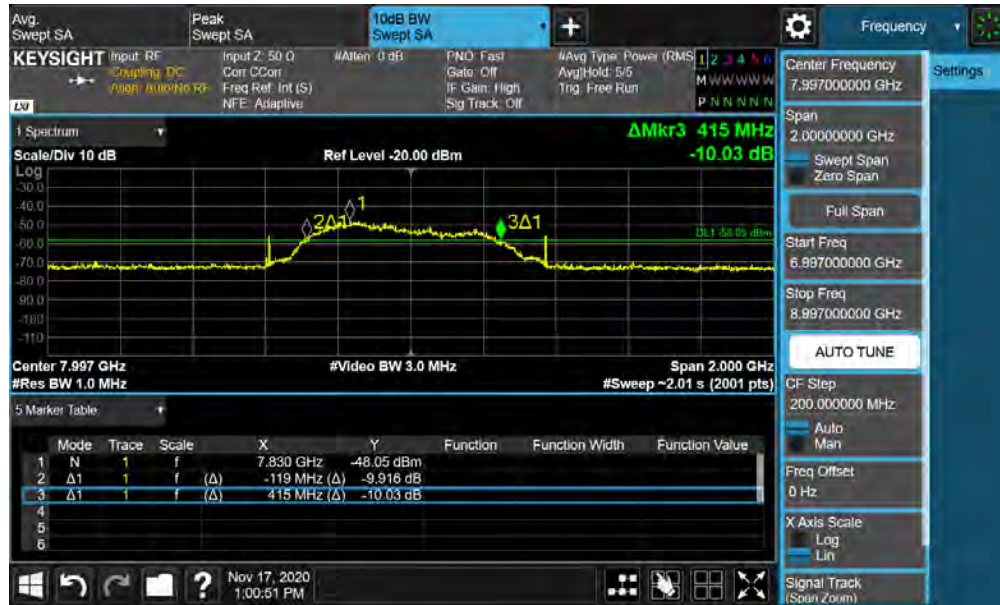 Avg.
Swept SA
Peak
Swept SA
10dB BW
Swept SA
Frequency
KEYSIGHT
Input: RF
Coupling: DC
Align: Auto/No RF
Input Z: 50 Ω
Corr CCorr
Freq Ref: Int (S)
NFE: Adaptive
#Atten: 0 dB
PNO: Fast
Gate: Off
IF Gain: High
Sig Track: Off
#Avg Type: Power (RMS
Avg|Hold: 5/5
Trig: Free Run
1 2 3 4 5 6
M W W W W W
P N N N N N
LXI
1 Spectrum
Scale/Div 10 dB
Ref Level -20.00 dBm
ΔMkr3 415 MHz
-10.03 dB
Log
-30.0
-40.0
-50.0
-60.0
-70.0
-80.0
-90.0
-100
-110
1
2Δ1
3Δ1
DL1 -58.05 dBm
Center 7.997 GHz
#Video BW 3.0 MHz
Span 2.000 GHz
#Res BW 1.0 MHz
#Sweep ~2.01 s (2001 pts)
5 Marker Table
Mode Trace Scale X Y Function Function Width Function Value
1 N 1 f 7.830 GHz -48.05 dBm
2 Δ1 1 f (Δ) -119 MHz (Δ) -9.916 dB
3 Δ1 1 f (Δ) 415 MHz (Δ) -10.03 dB
4
5
6
Nov 17, 2020
1:00:51 PM
Center Frequency
7.997000000 GHz
Settings
Span
2.00000000 GHz
Swept Span
Zero Span
Full Span
Start Freq
6.997000000 GHz
Stop Freq
8.997000000 GHz
AUTO TUNE
CF Step
200.000000 MHz
Auto
Man
Freq Offset
0 Hz
X Axis Scale
Log
Lin
Signal Track
(Span Zoom)